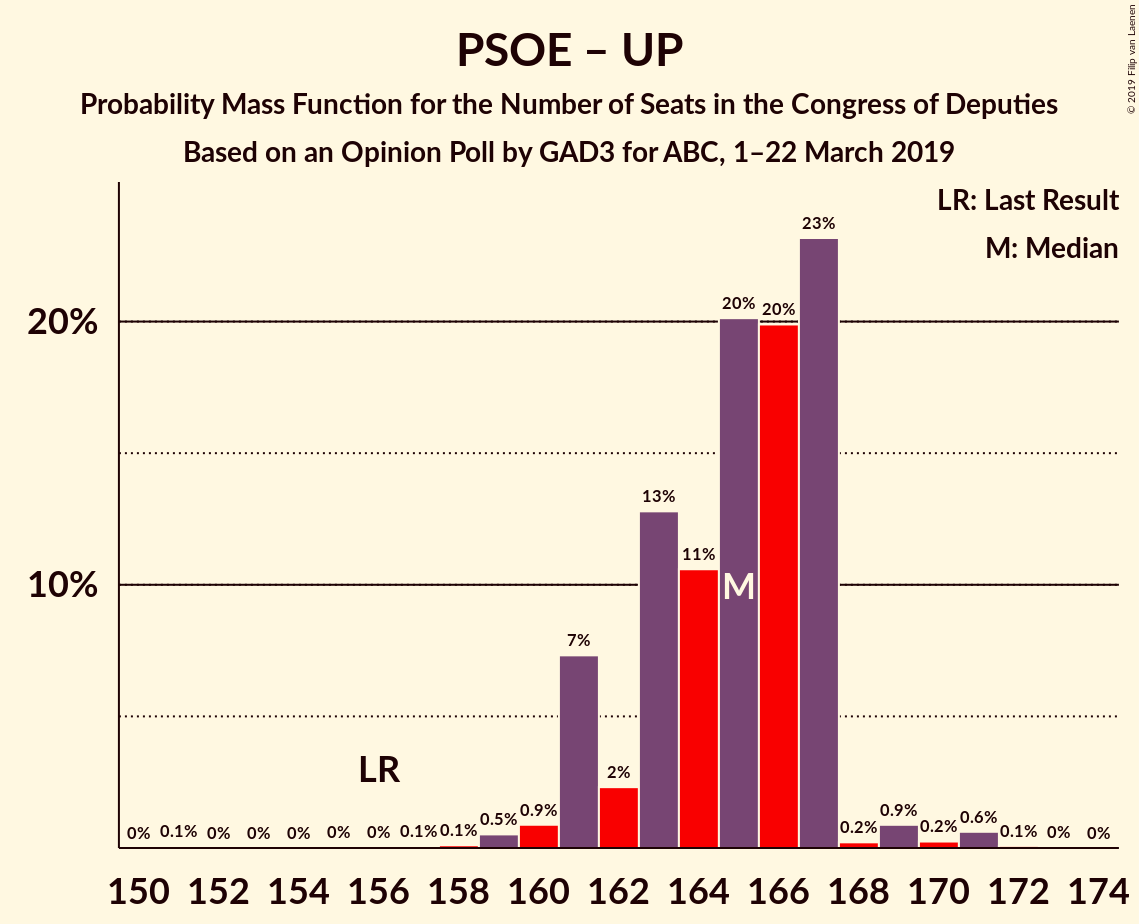 PSOE – UP
Probability Mass Function for the Number of Seats in the Congress of Deputies
Based on an Opinion Poll by GAD3 for ABC, 1–22 March 2019
© 2019 Filip van Laenen
LR: Last Result
M: Median
23%
20% 20%
20%
13%
11%
10%
M
7%
LR
2%
0% 0.1% 0% 0% 0% 0% 0% 0.1% 0.1% 0.5% 0.9% 0.2% 0.9% 0.2% 0.6% 0.1% 0% 0%
150 152 154 156 158 160 162 164 166 168 170 172 174